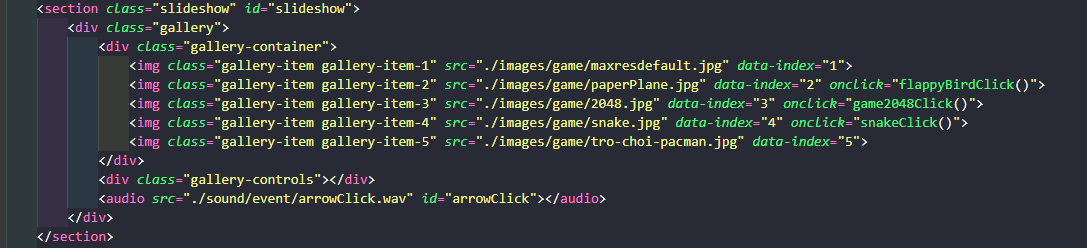 <section class="slideshow" id="slideshow">
<div class="gallery">
<div class="gallery-container">
<img class="gallery-item gallery-item-1" src="./images/game/maxresdefault.jpg" data-index="1">
<img class="gallery-item gallery-item-2" src="./images/game/paperPlane.jpg" data-index="2" onclick="flappyBirdClick()">
<img class="gallery-item gallery-item-3" src="./images/game/2048.jpg" data-index="3" onclick="game2048Click()">
<img class="gallery-item gallery-item-4" src="./images/game/snake.jpg" data-index="4" onclick="snakeClick()">
<img class="gallery-item gallery-item-5" src="./images/game/tro-choi-pacman.jpg" data-index="5">
</div>
<div class="gallery-controls"></div>
<audio src="./sound/event/arrowClick.wav" id="arrowClick"></audio>
</div>
</section>